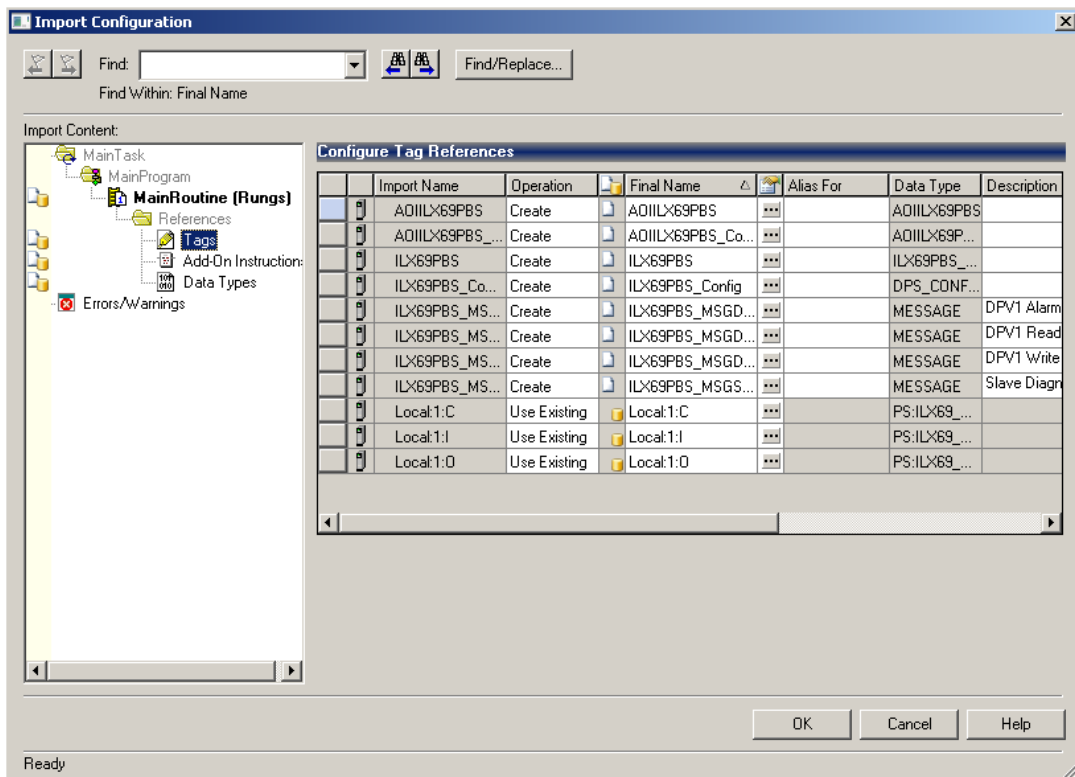 Import Configuration
Find:
Find/Replace...
Find Within: Final Name
Import Content:
MainTask
MainProgram
MainRoutine (Rungs)
References
Tags
Add-On Instruction:
Data Types
Errors/Warnings
Configure Tag References
Import Name Operation Final Name Alias For Data Type Description
AOIILX69PBS Create AOIILX69PBS ... AOIILX69PBS
AOIILX69PBS_... Create AOIILX69PBS_Co... ... AOIILX69P...
ILX69PBS Create ILX69PBS ... ILX69PBS_...
ILX69PBS_Co... Create ILX69PBS_Config ... DPS_CONF...
ILX69PBS_MS... Create ILX69PBS_MSGD... ... MESSAGE DPV1 Alarm
ILX69PBS_MS... Create ILX69PBS_MSGD... ... MESSAGE DPV1 Read
ILX69PBS_MS... Create ILX69PBS_MSGD... ... MESSAGE DPV1 Write
ILX69PBS_MS... Create ILX69PBS_MSGS... ... MESSAGE Slave Diagn
Local:1:C Use Existing Local:1:C ... PS:ILX69_...
Local:1:I Use Existing Local:1:I ... PS:ILX69_...
Local:1:O Use Existing Local:1:O ... PS:ILX69_...
OK Cancel Help
Ready